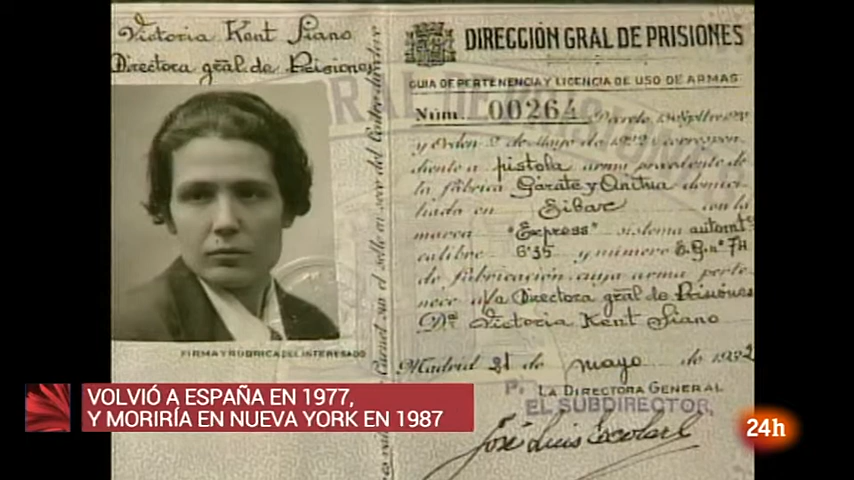 Victoria Kent Siano
Directora gral de Prisiones
FIRMA Y RUBRICA DEL INTERESADO
DIRECCIÓN GRAL DE PRISIONES
GUIA DE PERTENENCIA Y LICENCIA DE USO DE ARMAS
Núm. 00264
y Orden 2 de Mayo de 1922 correspon-
diente a pistola arma procedente de
la fábrica Gárate y Anitua domici-
liada en Eibar con la
marca "Express" sistema automt.º
calibre 6'35 y número E.G.nº 7H
de fabricación cuya arma perte-
nece a la Directora gral de Prisiones
Dª Victoria Kent Siano
Madrid 21 de mayo de 1932
P. LA DIRECTORA GENERAL
EL SUBDIRECTOR,
José Luis Escolar
VOLVIÓ A ESPAÑA EN 1977,
Y MORIRÍA EN NUEVA YORK EN 1987
24h